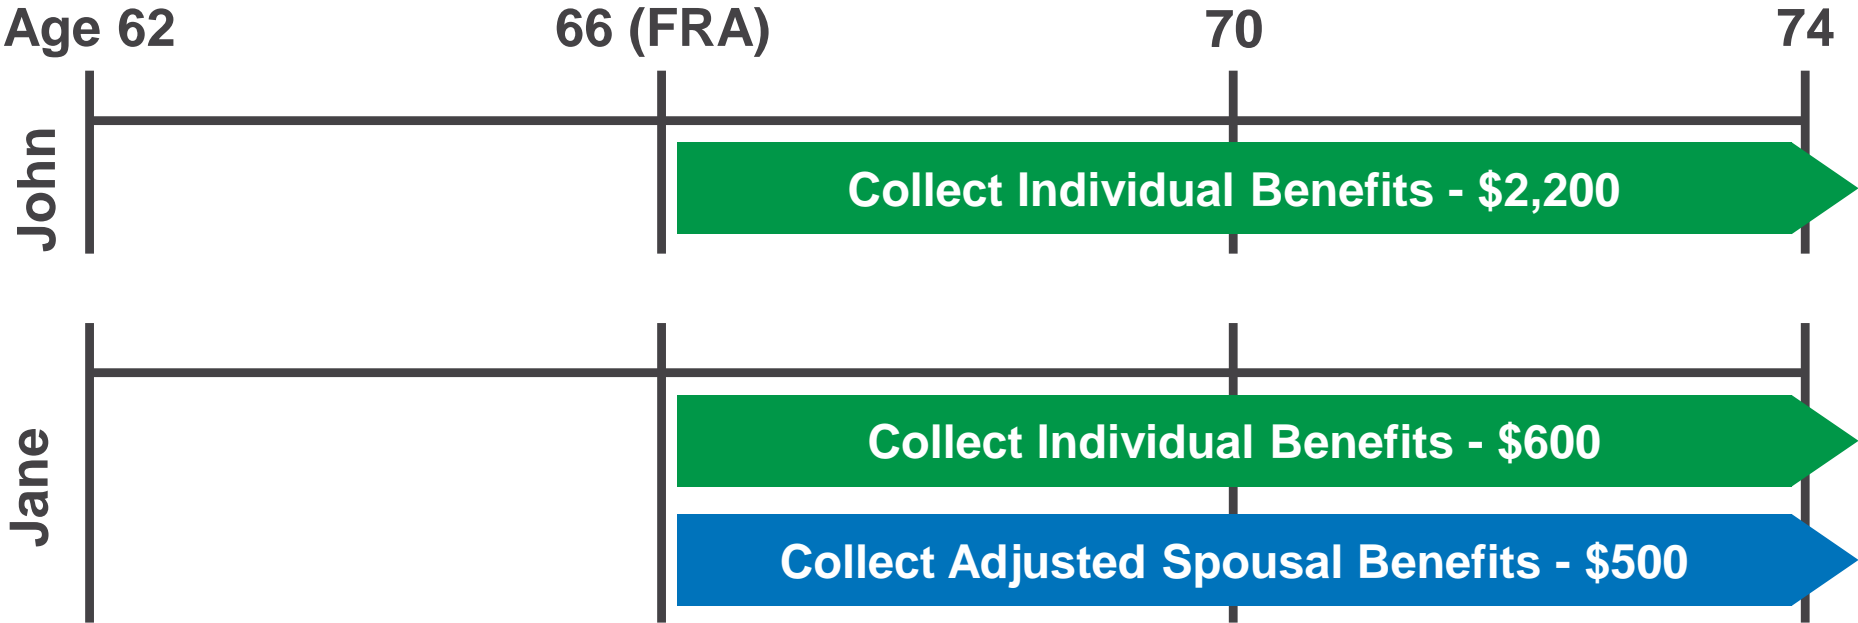 Age 62
66 (FRA)
70
74
John
Collect Individual Benefits - $2,200
Jane
Collect Individual Benefits - $600
Collect Adjusted Spousal Benefits - $500